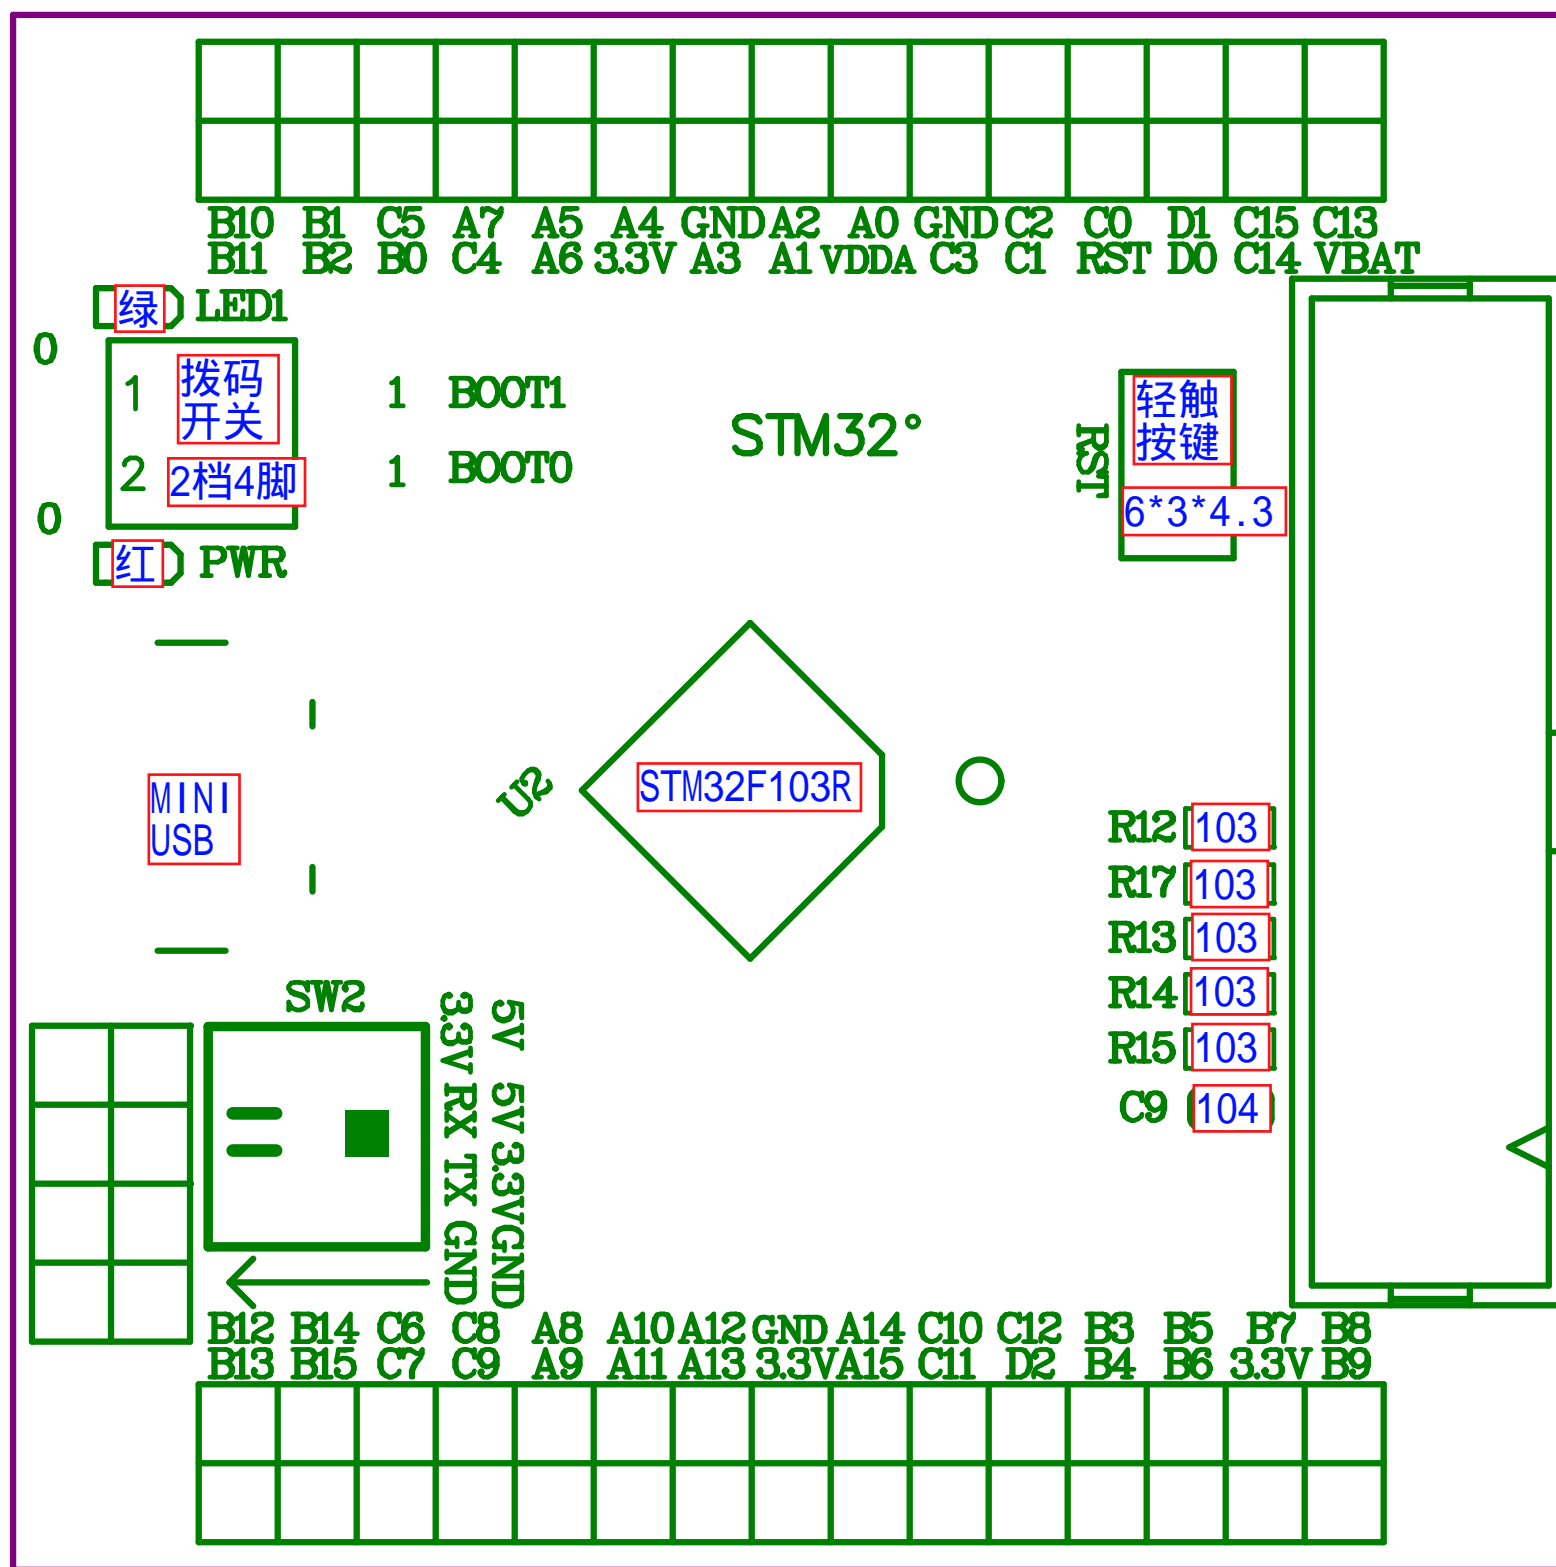 B10 B1 C5 A7 A5 A4 GND A2 A0 GND C2 C0 D1 C15 C13
B11 B2 B0 C4 A6 3.3V A3 A1 VDDA C3 C1 RST D0 C14 VBAT
绿 LED1
0
1 拨码 1 BOOT1
开关
2 2档4脚 1 BOOT0
0
红 PWR
STM32°
RST
轻触
按键
6*3*4.3
MINI
USB
U2
STM32F103R
R12 103
R17 103
R13 103
R14 103
R15 103
C9 104
SW2
5V 5V 3.3V GND
3.3V RX TX GND
B12 B14 C6 C8 A8 A10 A12 GND A14 C10 C12 B3 B5 B7 B8
B13 B15 C7 C9 A9 A11 A13 3.3V A15 C11 D2 B4 B6 3.3V B9